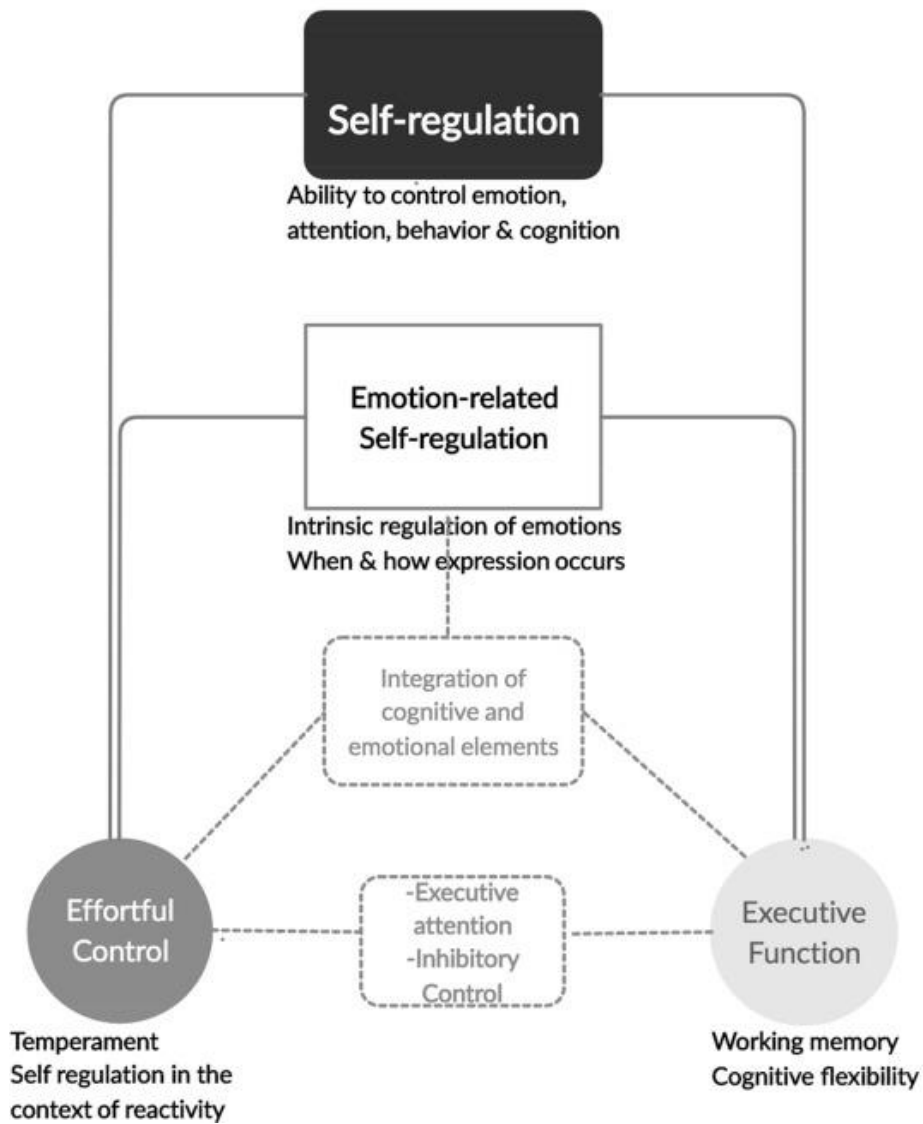 Self-regulation
Ability to control emotion,
attention, behavior & cognition
Emotion-related
Self-regulation
Intrinsic regulation of emotions
When & how expression occurs
Integration of
cognitive and
emotional elements
Effortful
Control
-Executive
attention
-Inhibitory
Control
Executive
Function
Temperament
Self regulation in the
context of reactivity
Working memory
Cognitive flexibility